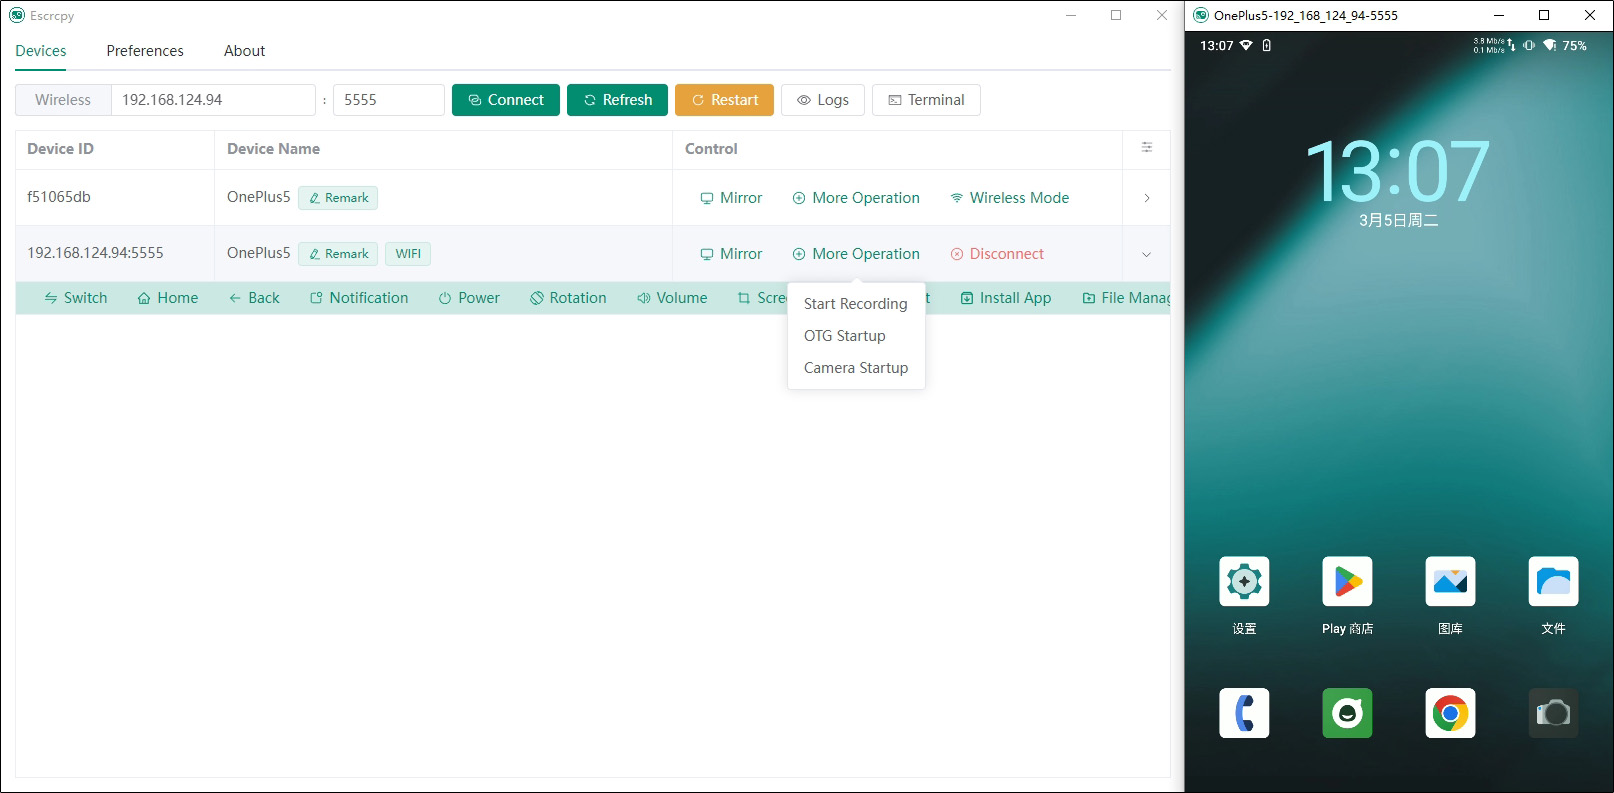 Escrcpy
Devices Preferences About
Wireless 192.168.124.94 : 5555 Connect Refresh Restart Logs Terminal
Device ID Device Name Control
f51065db OnePlus5 Remark Mirror More Operation Wireless Mode
192.168.124.94:5555 OnePlus5 Remark WIFI Mirror More Operation Disconnect
Switch Home Back Notification Power Rotation Volume Scre t Install App File Manag
Start Recording
OTG Startup
Camera Startup
OnePlus5-192_168_124_94-5555
13:07 3.8 Mb/s 0.1 Mb/s 75%
13:07
3月5日周二
设置 Play 商店 图库 文件